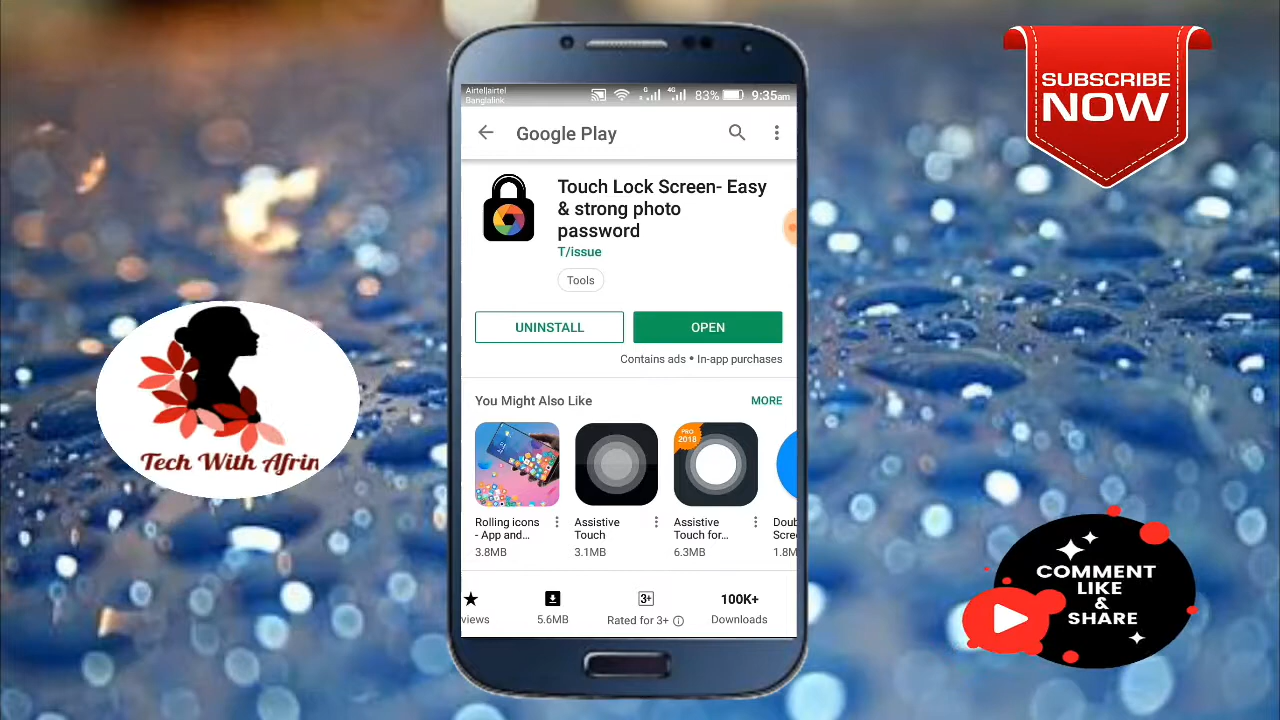 Airtel|airtel
Banglalink
83%
9:35am
Google Play
Touch Lock Screen- Easy
& strong photo
password
T/issue
Tools
UNINSTALL
OPEN
Contains ads • In-app purchases
You Might Also Like
MORE
PRO
2018
Rolling icons
- App and...
3.8MB
Assistive
Touch
3.1MB
Assistive
Touch for...
6.3MB
Doub
Scree
1.8M
views
5.6MB
3+
Rated for 3+
100K+
Downloads
Tech With Afrin
SUBSCRIBE
NOW
COMMENT
LIKE
&
SHARE